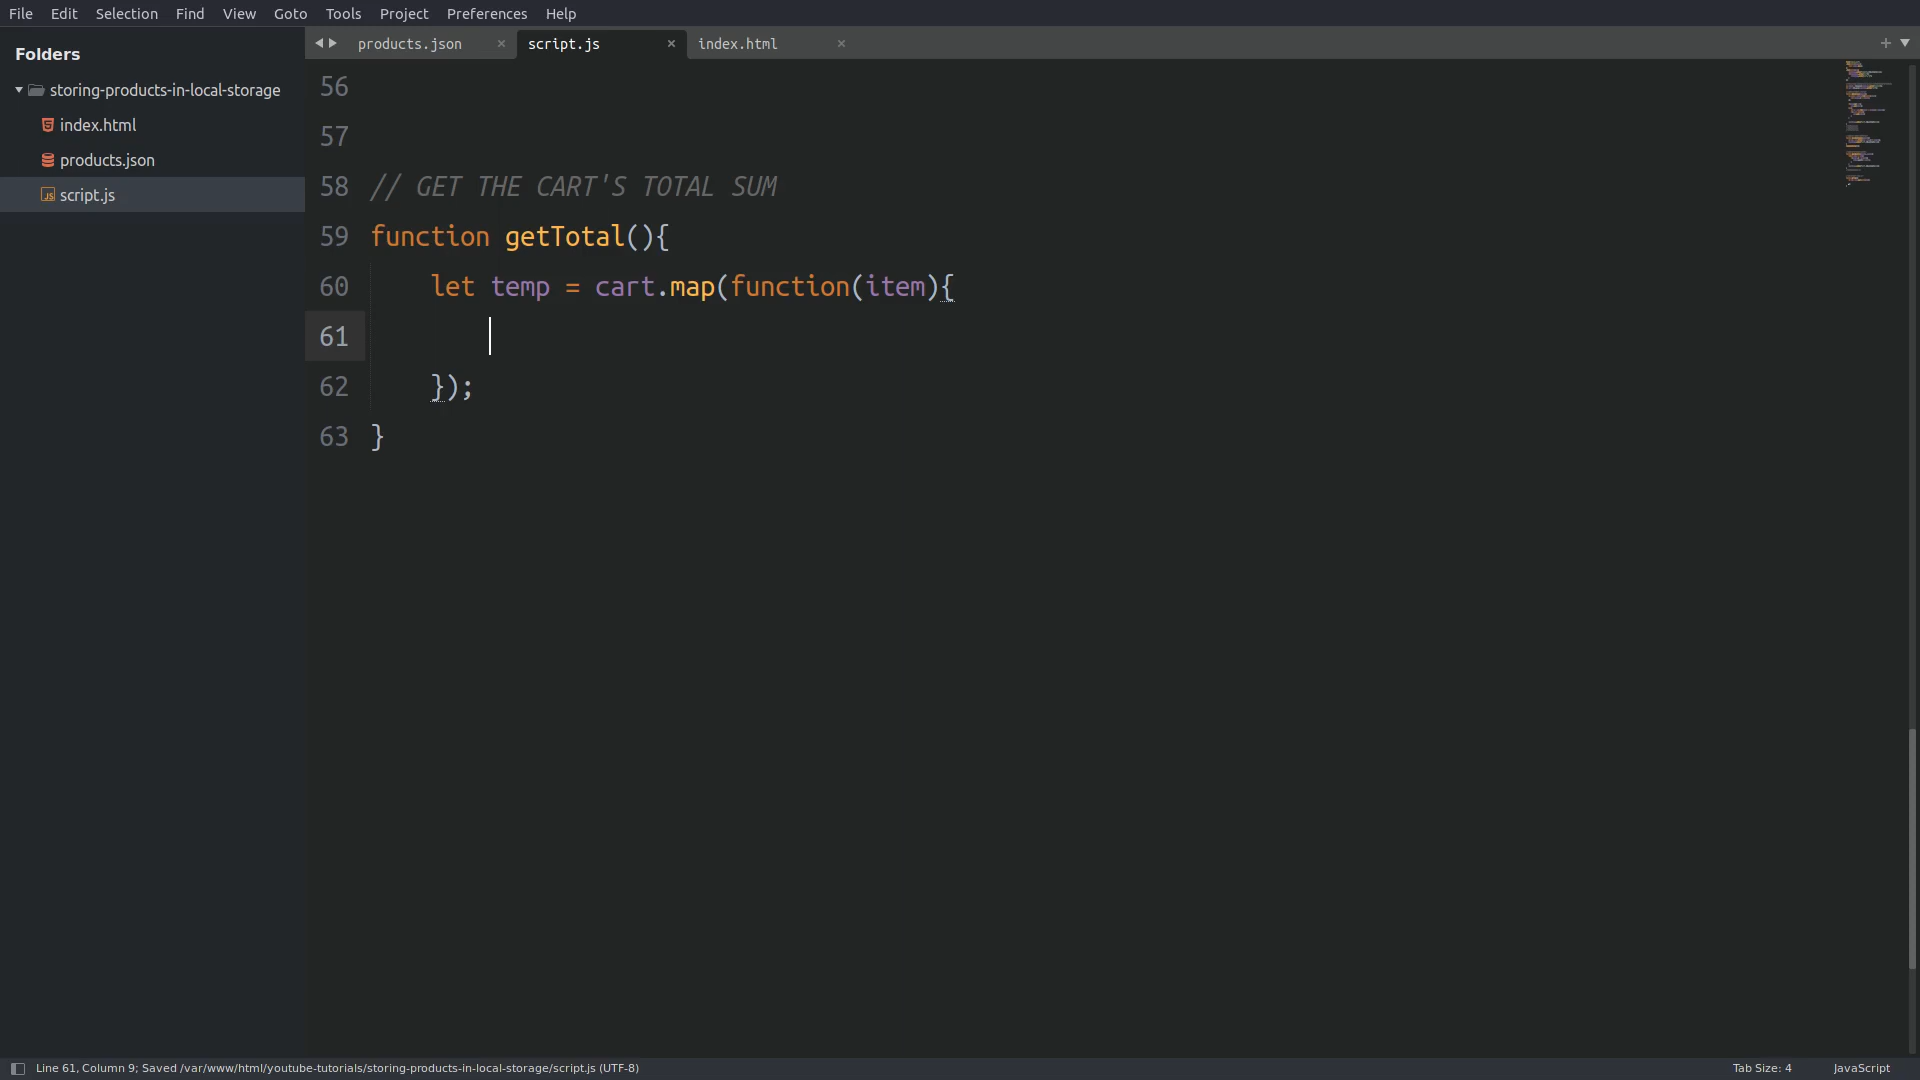 File Edit Selection Find View Goto Tools Project Preferences Help
Folders
storing-products-in-local-storage
index.html
products.json
script.js
products.json × script.js × index.html ×
56
57
58 // GET THE CART'S TOTAL SUM
59 function getTotal(){
60 let temp = cart.map(function(item){
61
62 });
63 }
Line 61, Column 9; Saved /var/www/html/youtube-tutorials/storing-products-in-local-storage/script.js (UTF-8) Tab Size: 4 JavaScript